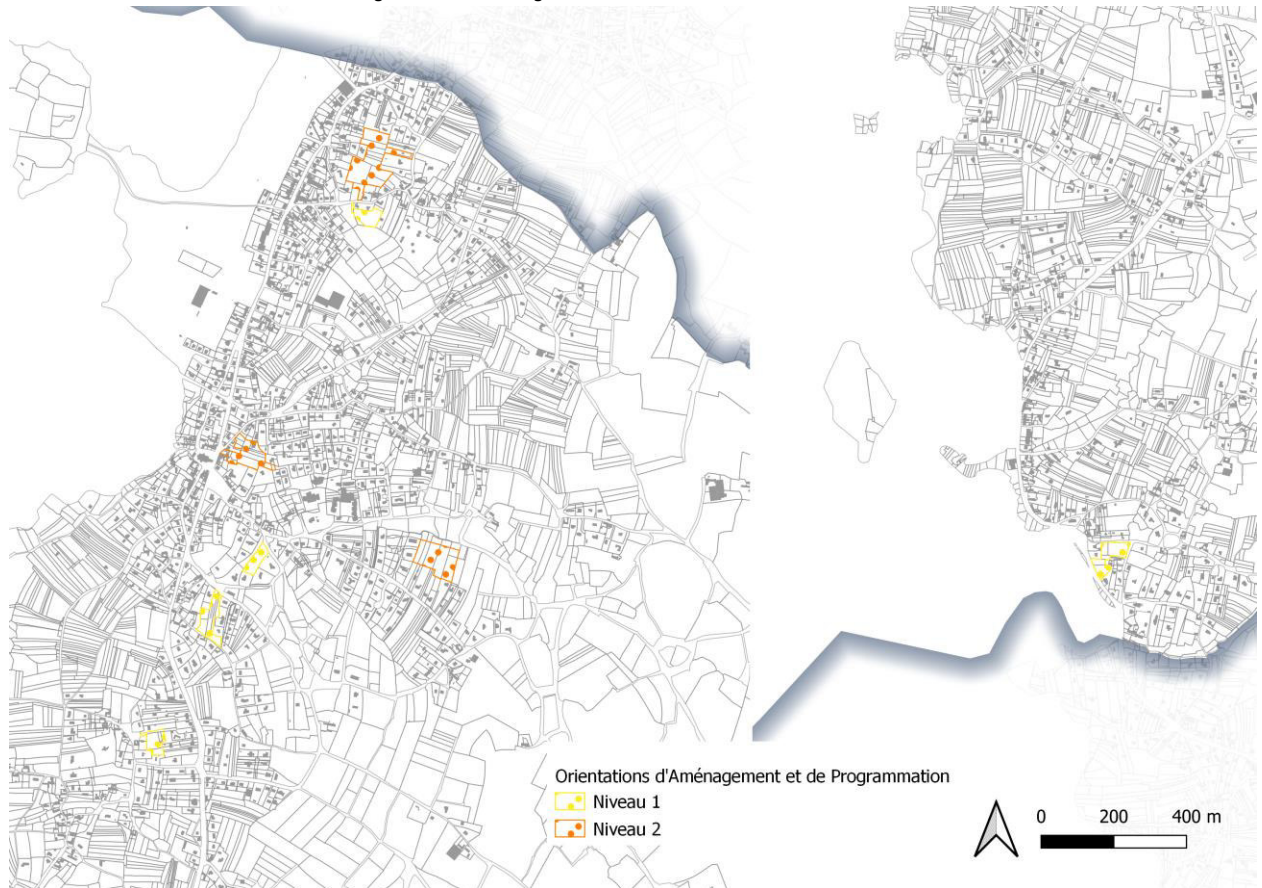 Orientations d'Aménagement et de Programmation
Niveau 1
Niveau 2
0 200 400 m